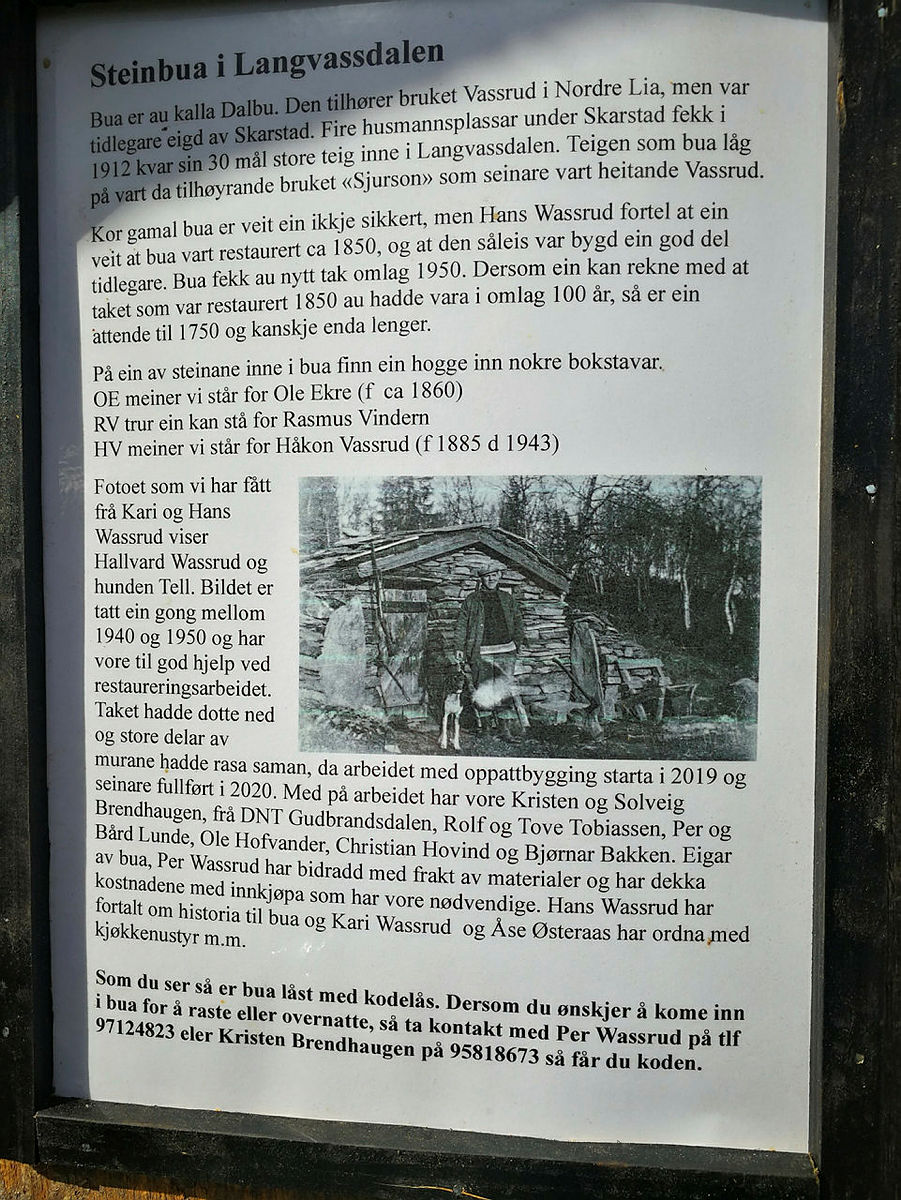 Steinbua i Langvassdalen
Bua er au kalla Dalbu. Den tilhører bruket Vassrud i Nordre Lia, men var
tidlegare eigd av Skarstad. Fire husmannsplassar under Skarstad fekk i
1912 kvar sin 30 mål store teig inne i Langvassdalen. Teigen som bua låg
på vart da tilhøyrande bruket «Sjurson» som seinare vart heitande Vassrud.
Kor gamal bua er veit ein ikkje sikkert, men Hans Wassrud fortel at ein
veit at bua vart restaurert ca 1850, og at den såleis var bygd ein god del
tidlegare. Bua fekk au nytt tak omlag 1950. Dersom ein kan rekne med at
taket som var restaurert 1850 au hadde vara i omlag 100 år, så er ein
attende til 1750 og kanskje enda lenger.
På ein av steinane inne i bua finn ein hogge inn nokre bokstavar.
OE meiner vi står for Ole Ekre (f ca 1860)
RV trur ein kan stå for Rasmus Vindern
HV meiner vi står for Håkon Vassrud (f 1885 d 1943)
Fotoet som vi har fått
frå Kari og Hans
Wassrud viser
Hallvard Wassrud og
hunden Tell. Bildet er
tatt ein gong mellom
1940 og 1950 og har
vore til god hjelp ved
restaureringsarbeidet.
Taket hadde dotte ned
og store delar av
murane hadde rasa saman, da arbeidet med oppattbygging starta i 2019 og
seinare fullført i 2020. Med på arbeidet har vore Kristen og Solveig
Brendhaugen, frå DNT Gudbrandsdalen, Rolf og Tove Tobiassen, Per og
Bård Lunde, Ole Hofvander, Christian Hovind og Bjørnar Bakken. Eigar
av bua, Per Wassrud har bidradd med frakt av materialer og har dekka
kostnadene med innkjøpa som har vore nødvendige. Hans Wassrud har
fortalt om historia til bua og Kari Wassrud og Åse Østeraas har ordna med
kjøkkenustyr m.m.
Som du ser så er bua låst med kodelås. Dersom du ønskjer å kome inn
i bua for å raste eller overnatte, så ta kontakt med Per Wassrud på tlf
97124823 eler Kristen Brendhaugen på 95818673 så får du koden.